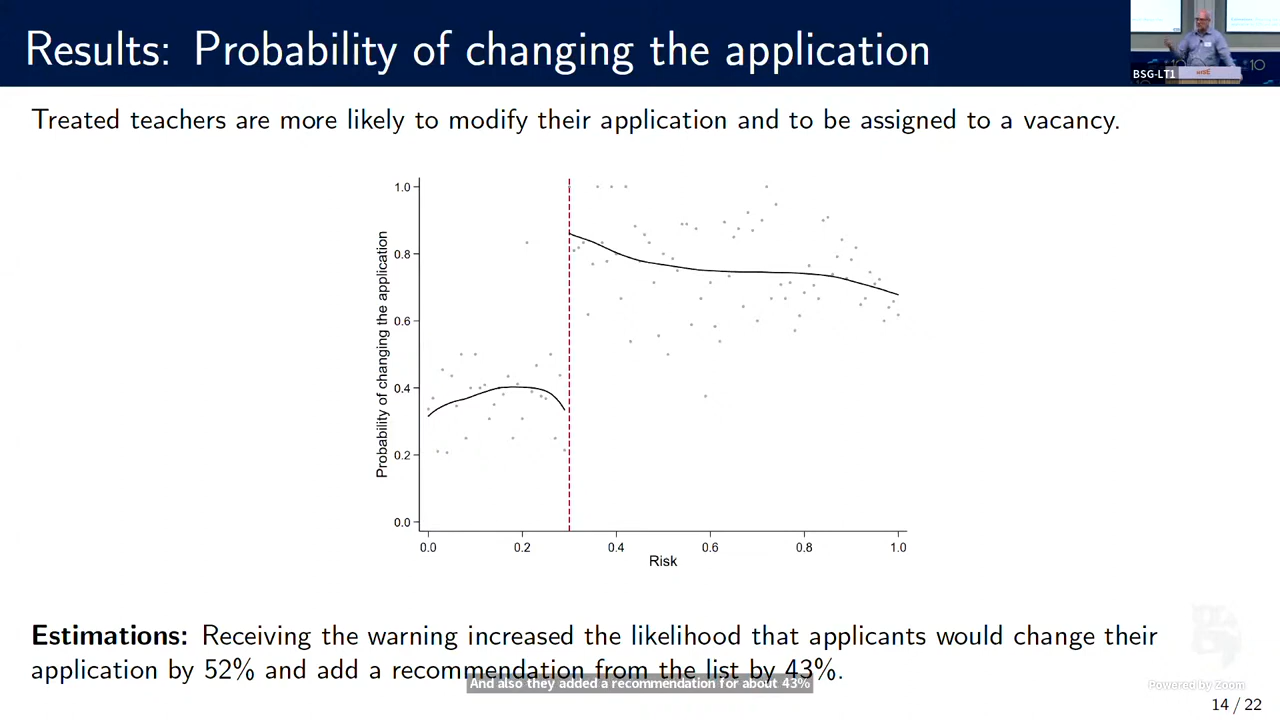 Results: Probability of changing the application
BSG-LT1
Treated teachers are more likely to modify their application and to be assigned to a vacancy.
Probability of changing the application
1.0
0.8
0.6
0.4
0.2
0.0
0.0 0.2 0.4 0.6 0.8 1.0
Risk
Estimations: Receiving the warning increased the likelihood that applicants would change their
application by 52% and add a recommendation from the list by 43%.
And also they added a recommendation for about 43%
Powered by Zoom
14 / 22